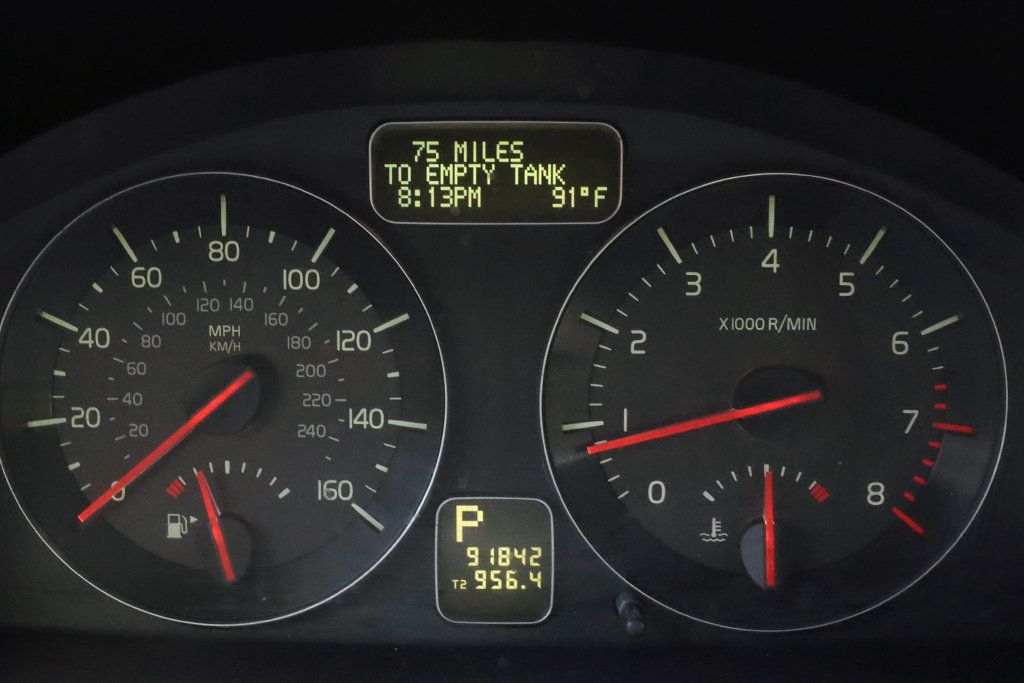 75 MILES
TO EMPTY TANK
8:13PM 91°F
0 20 40 60 80 100 120 140 160
20 40 60 80 100 120 140 160 180 200 220 240
MPH
KM/H
0 1 2 3 4 5 6 7 8
X1000 R/MIN
P
91842
T2 956.4